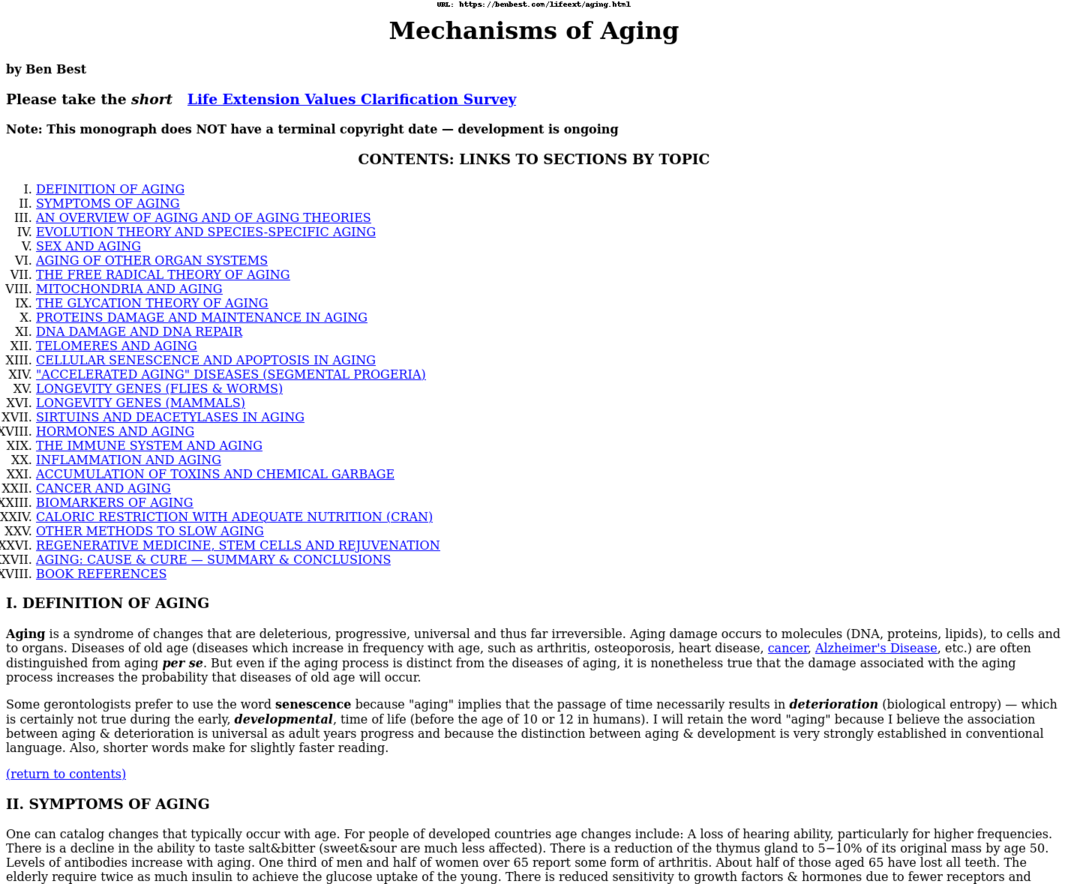 URL: https://benbest.com/lifeext/aging.html
Mechanisms of Aging
by Ben Best
Please take the short Life Extension Values Clarification Survey
Note: This monograph does NOT have a terminal copyright date — development is ongoing
CONTENTS: LINKS TO SECTIONS BY TOPIC
I. DEFINITION OF AGING
II. SYMPTOMS OF AGING
III. AN OVERVIEW OF AGING AND OF AGING THEORIES
IV. EVOLUTION THEORY AND SPECIES-SPECIFIC AGING
V. SEX AND AGING
VI. AGING OF OTHER ORGAN SYSTEMS
VII. THE FREE RADICAL THEORY OF AGING
VIII. MITOCHONDRIA AND AGING
IX. THE GLYCATION THEORY OF AGING
X. PROTEINS DAMAGE AND MAINTENANCE IN AGING
XI. DNA DAMAGE AND DNA REPAIR
XII. TELOMERES AND AGING
XIII. CELLULAR SENESCENCE AND APOPTOSIS IN AGING
XIV. "ACCELERATED AGING" DISEASES (SEGMENTAL PROGERIA)
XV. LONGEVITY GENES (FLIES & WORMS)
XVI. LONGEVITY GENES (MAMMALS)
XVII. SIRTUINS AND DEACETYLASES IN AGING
XVIII. HORMONES AND AGING
XIX. THE IMMUNE SYSTEM AND AGING
XX. INFLAMMATION AND AGING
XXI. ACCUMULATION OF TOXINS AND CHEMICAL GARBAGE
XXII. CANCER AND AGING
XXIII. BIOMARKERS OF AGING
XXIV. CALORIC RESTRICTION WITH ADEQUATE NUTRITION (CRAN)
XXV. OTHER METHODS TO SLOW AGING
XXVI. REGENERATIVE MEDICINE, STEM CELLS AND REJUVENATION
XXVII. AGING: CAUSE & CURE — SUMMARY & CONCLUSIONS
XVIII. BOOK REFERENCES
I. DEFINITION OF AGING
Aging is a syndrome of changes that are deleterious, progressive, universal and thus far irreversible. Aging damage occurs to molecules (DNA, proteins, lipids), to cells and
to organs. Diseases of old age (diseases which increase in frequency with age, such as arthritis, osteoporosis, heart disease, cancer, Alzheimer's Disease, etc.) are often
distinguished from aging per se. But even if the aging process is distinct from the diseases of aging, it is nonetheless true that the damage associated with the aging
process increases the probability that diseases of old age will occur.
Some gerontologists prefer to use the word senescence because "aging" implies that the passage of time necessarily results in deterioration (biological entropy) — which
is certainly not true during the early, developmental, time of life (before the age of 10 or 12 in humans). I will retain the word "aging" because I believe the association
between aging & deterioration is universal as adult years progress and because the distinction between aging & development is very strongly established in conventional
language. Also, shorter words make for slightly faster reading.
(return to contents)
II. SYMPTOMS OF AGING
One can catalog changes that typically occur with age. For people of developed countries age changes include: A loss of hearing ability, particularly for higher frequencies.
There is a decline in the ability to taste salt&bitter (sweet&sour are much less affected). There is a reduction of the thymus gland to 5−10% of its original mass by age 50.
Levels of antibodies increase with aging. One third of men and half of women over 65 report some form of arthritis. About half of those aged 65 have lost all teeth. The
elderly require twice as much insulin to achieve the glucose uptake of the young. There is reduced sensitivity to growth factors & hormones due to fewer receptors and